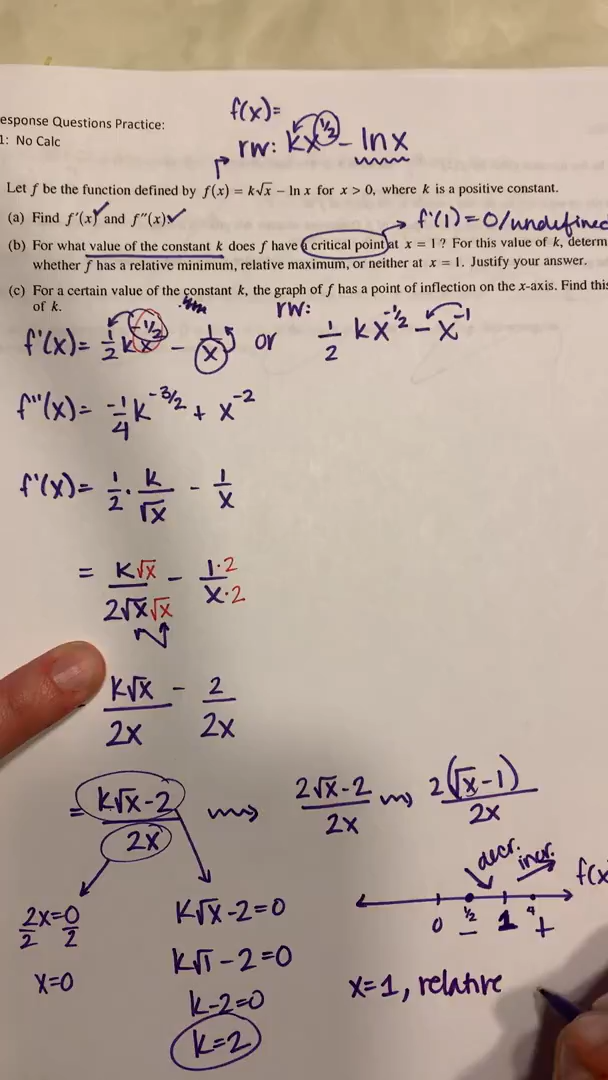 f(x)=
rw: kx^1/2 - ln x
esponse Questions Practice:
1: No Calc
Let f be the function defined by f(x) = k√x − ln x for x > 0, where k is a positive constant.
(a) Find f′(x)✓ and f″(x)✓
→ f'(1)=0/undefined
(b) For what value of the constant k does f have a critical point at x = 1? For this value of k, determ
whether f has a relative minimum, relative maximum, or neither at x = 1. Justify your answer.
(c) For a certain value of the constant k, the graph of f has a point of inflection on the x-axis. Find this
of k.
rw:
f'(x)= 1/2 kx^-1/2 - 1/x or 1/2 kx^-1/2 - x^-1
f''(x)= -1/4 k^-3/2 + x^-2
f'(x)= 1/2 · k/√x - 1/x
= k√x/2√x√x - 1·2/x·2
k√x/2x - 2/2x
= k√x-2/2x → 2√x-2/2x → 2(√x-1)/2x
decr. incr. f(x
2x=0
2 2
x=0
k√x-2=0
k√1-2=0
k-2=0
k=2
0 1/2 1 4
- +
x=1, relative